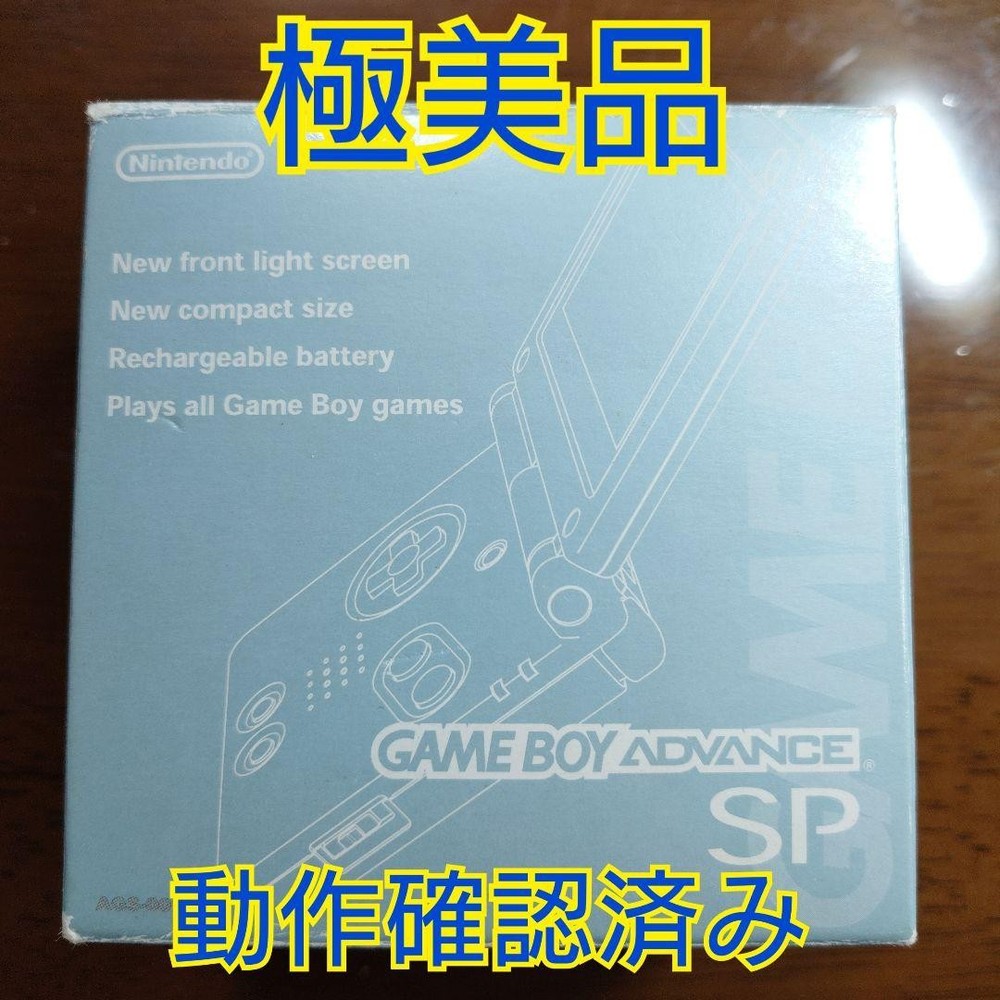 極美品
Nintendo®
New front light screen
New compact size
Rechargeable battery
Plays all Game Boy games
GAME
GAME BOY ADVANCE®
SP
動作確認済み